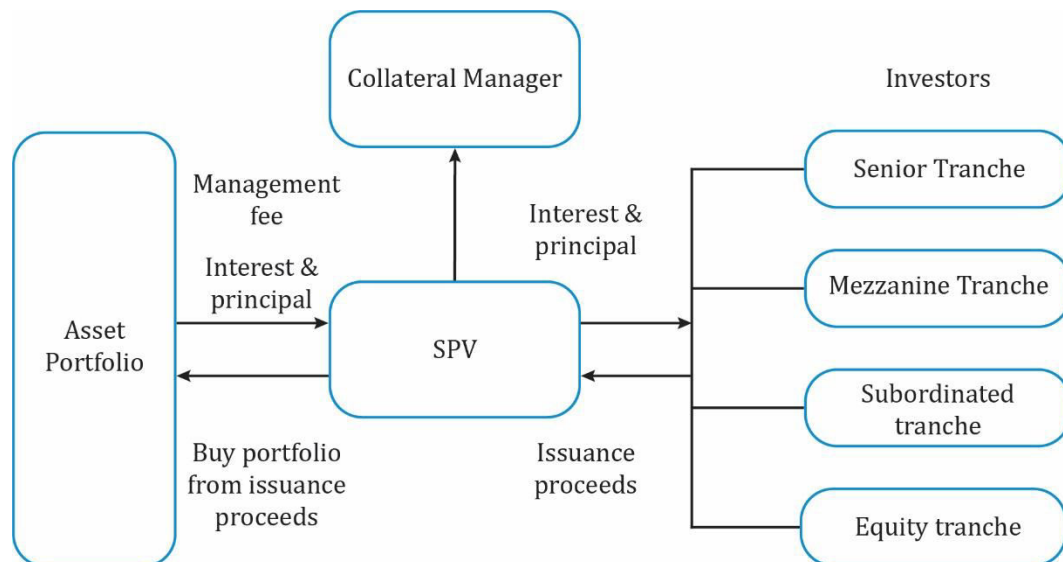 Collateral Manager
Investors
Asset
Portfolio
Management
fee
Interest &
principal
Buy portfolio
from issuance
proceeds
SPV
Interest &
principal
Issuance
proceeds
Senior Tranche
Mezzanine Tranche
Subordinated
tranche
Equity tranche